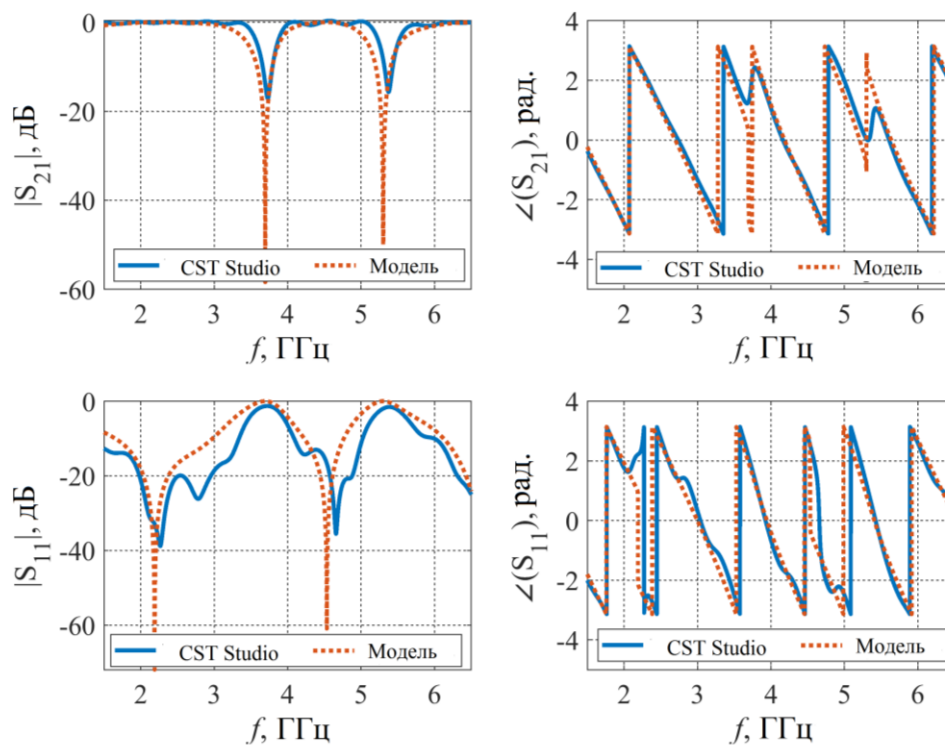 |S21|, дБ
0
-20
-40
-60
CST Studio Модель
2 3 4 5 6
f, ГГц
∠(S21), рад.
4
2
0
-2
-4
CST Studio Модель
2 3 4 5 6
f, ГГц
|S11|, дБ
0
-20
-40
-60
CST Studio Модель
2 3 4 5 6
f, ГГц
∠(S11), рад.
4
2
0
-2
-4
CST Studio Модель
2 3 4 5 6
f, ГГц